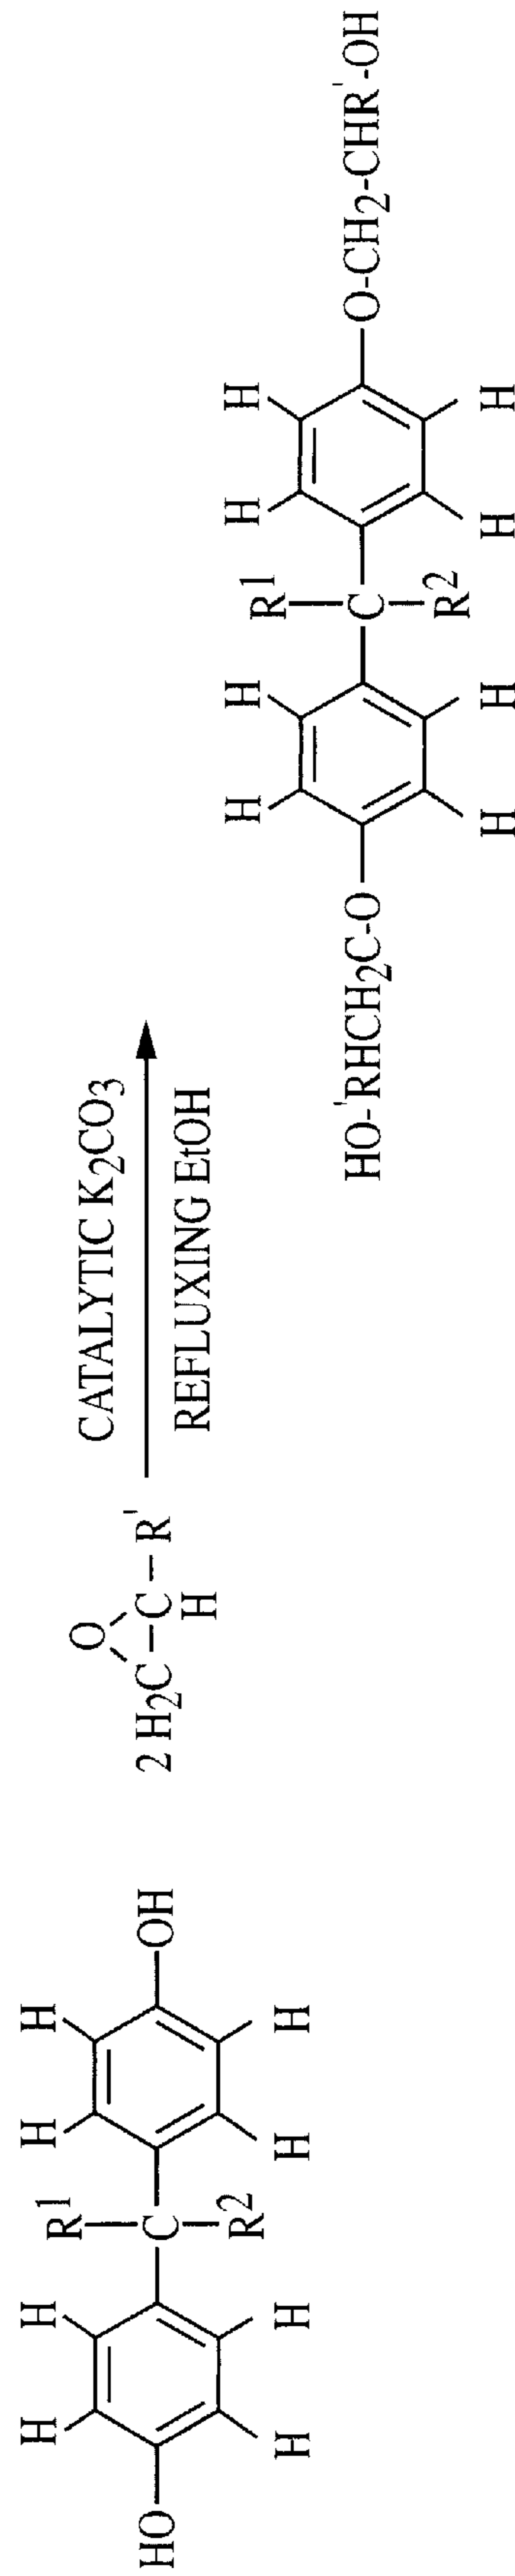 HO
H
H
H
H
R¹
C
R²
H
H
H
H
OH
2 H₂C
O
C
H
R'
CATALYTIC K₂CO₃
REFLUXING EtOH
HO-'RHCH₂C-O
H
H
H
H
R¹
C
R²
H
H
H
H
O-CH₂-CHR'-OH